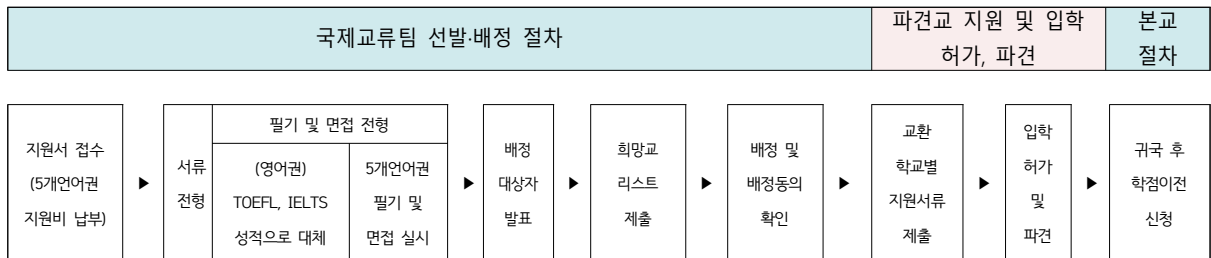 국제교류팀 선발·배정 절차
파견교 지원 및 입학
허가, 파견
본교
절차
지원서 접수
(5개언어권
지원비 납부)
▶
서류
전형
필기 및 면접 전형
(영어권)
TOEFL, IELTS
성적으로 대체
5개언어권
필기 및
면접 실시
▶
배정
대상자
발표
▶
희망교
리스트
제출
▶
배정 및
배정동의
확인
▶
교환
학교별
지원서류
제출
▶
입학
허가
및
파견
▶
귀국 후
학점이전
신청